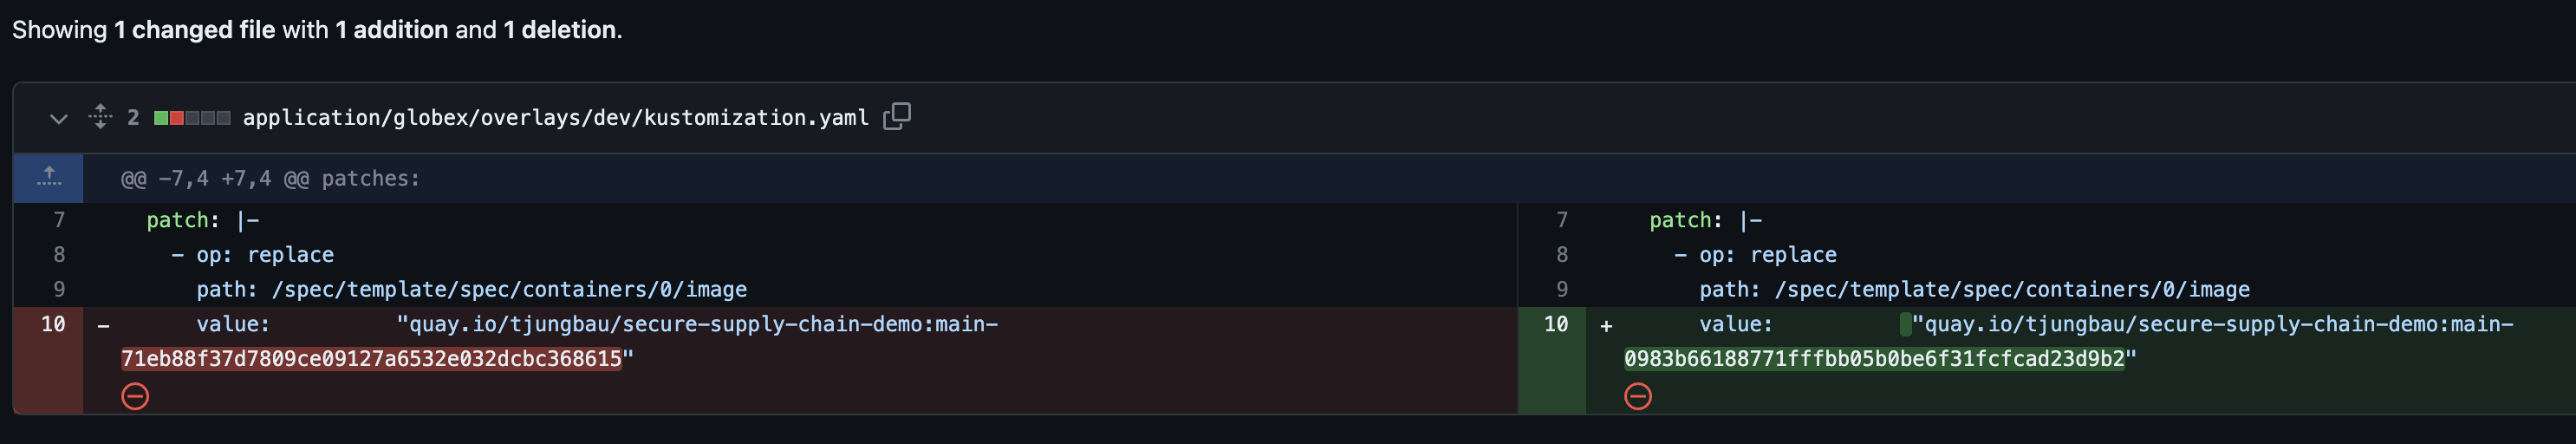 Showing 1 changed file with 1 addition and 1 deletion.
2 application/globex/overlays/dev/kustomization.yaml
@@ -7,4 +7,4 @@ patches:
7 patch: |-
8 - op: replace
9 path: /spec/template/spec/containers/0/image
10 - value: "quay.io/tjungbau/secure-supply-chain-demo:main-
71eb88f37d7809ce09127a6532e032dcbc368615"
7 patch: |-
8 - op: replace
9 path: /spec/template/spec/containers/0/image
10 + value: "quay.io/tjungbau/secure-supply-chain-demo:main-
0983b66188771fffbb05b0be6f31fcfcad23d9b2"